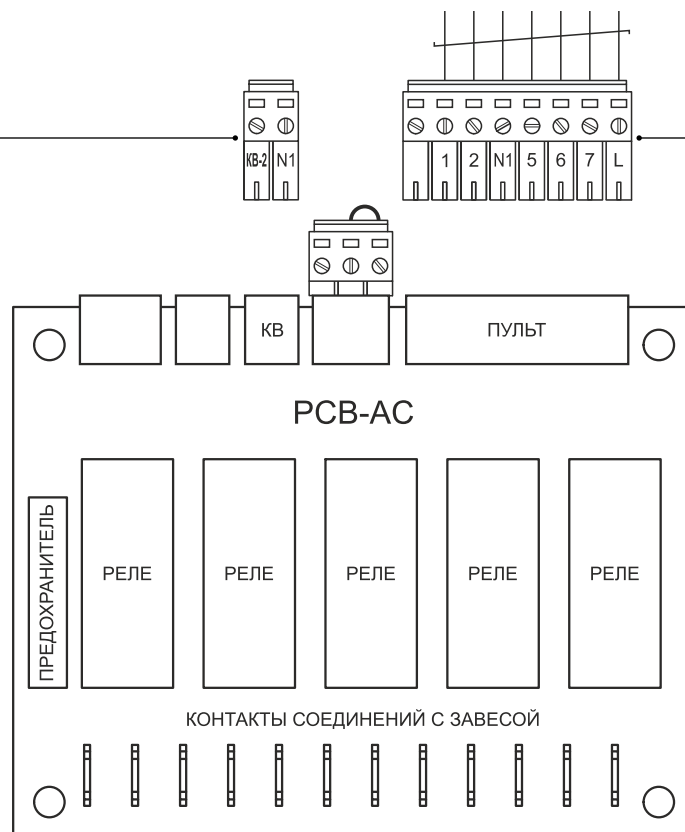 КВ-2 N1
1 2 N1 5 6 7 L
КВ
ПУЛЬТ
PCB-AC
ПРЕДОХРАНИТЕЛЬ
РЕЛЕ
РЕЛЕ
РЕЛЕ
РЕЛЕ
РЕЛЕ
КОНТАКТЫ СОЕДИНЕНИЙ С ЗАВЕСОЙ